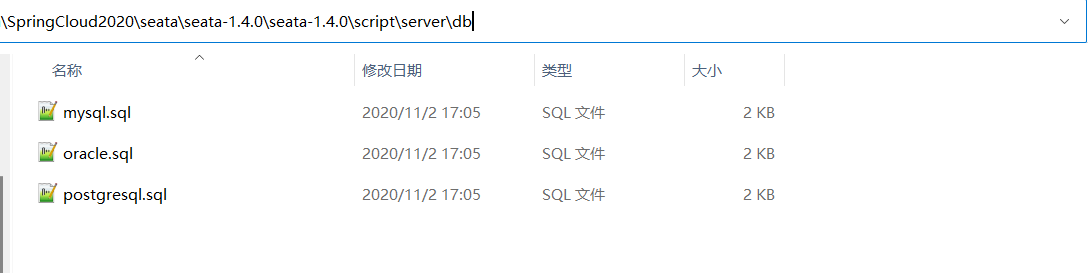 \SpringCloud2020\seata\seata-1.4.0\seata-1.4.0\script\server\db
名称 修改日期 类型 大小
mysql.sql 2020/11/2 17:05 SQL 文件 2 KB
oracle.sql 2020/11/2 17:05 SQL 文件 2 KB
postgresql.sql 2020/11/2 17:05 SQL 文件 2 KB